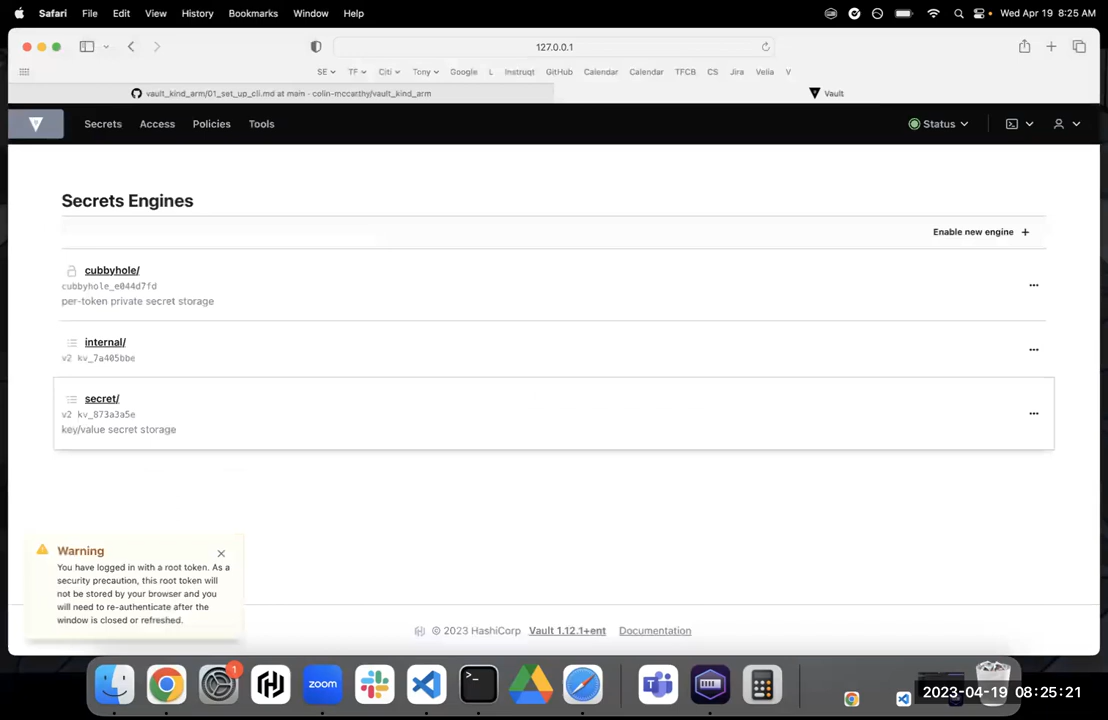 Safari File Edit View History Bookmarks Window Help Wed Apr 19 8:25 AM
127.0.0.1
SE TF Citi Tony Google L Instruqt GitHub Calendar Calendar TFCB CS Jira Velia V
vault_kind_arm/01_set_up_cli.md at main · colin-mccarthy/vault_kind_arm Vault
Secrets Access Policies Tools Status
Secrets Engines
Enable new engine +
cubbyhole/
cubbyhole_e044d7fd
per-token private secret storage
internal/
v2 kv_7a405bbe
secret/
v2 kv_873a3a5e
key/value secret storage
Warning
You have logged in with a root token. As a
security precaution, this root token will
not be stored by your browser and you
will need to re-authenticate after the
window is closed or refreshed.
© 2023 HashiCorp Vault 1.12.1+ent Documentation
1
zoom
2023-04-19 08:25:21